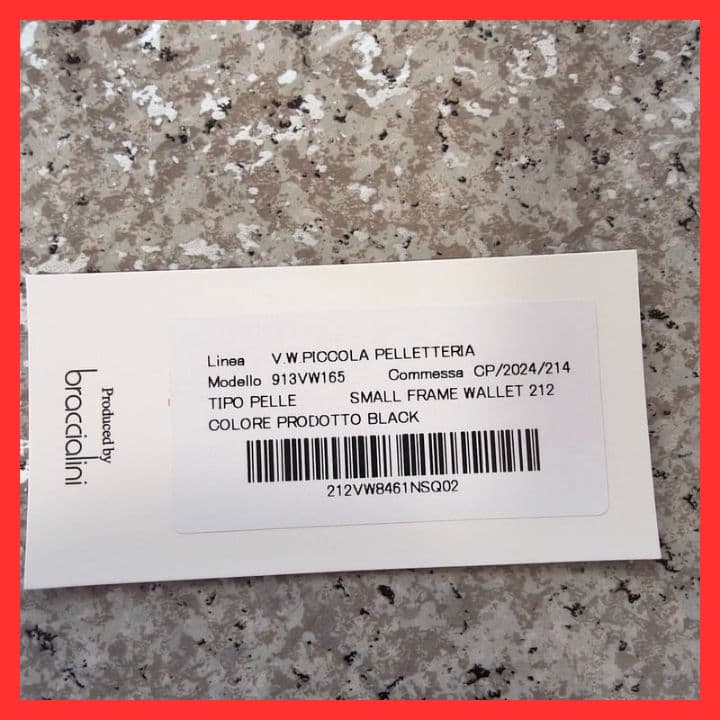 Linea V.W.PICCOLA PELLETTERIA
Modello 913VW165 Commessa CP/2024/214
TIPO PELLE SMALL FRAME WALLET 212
COLORE PRODOTTO BLACK
212VW8461NSQ02
Produced by
braccialini